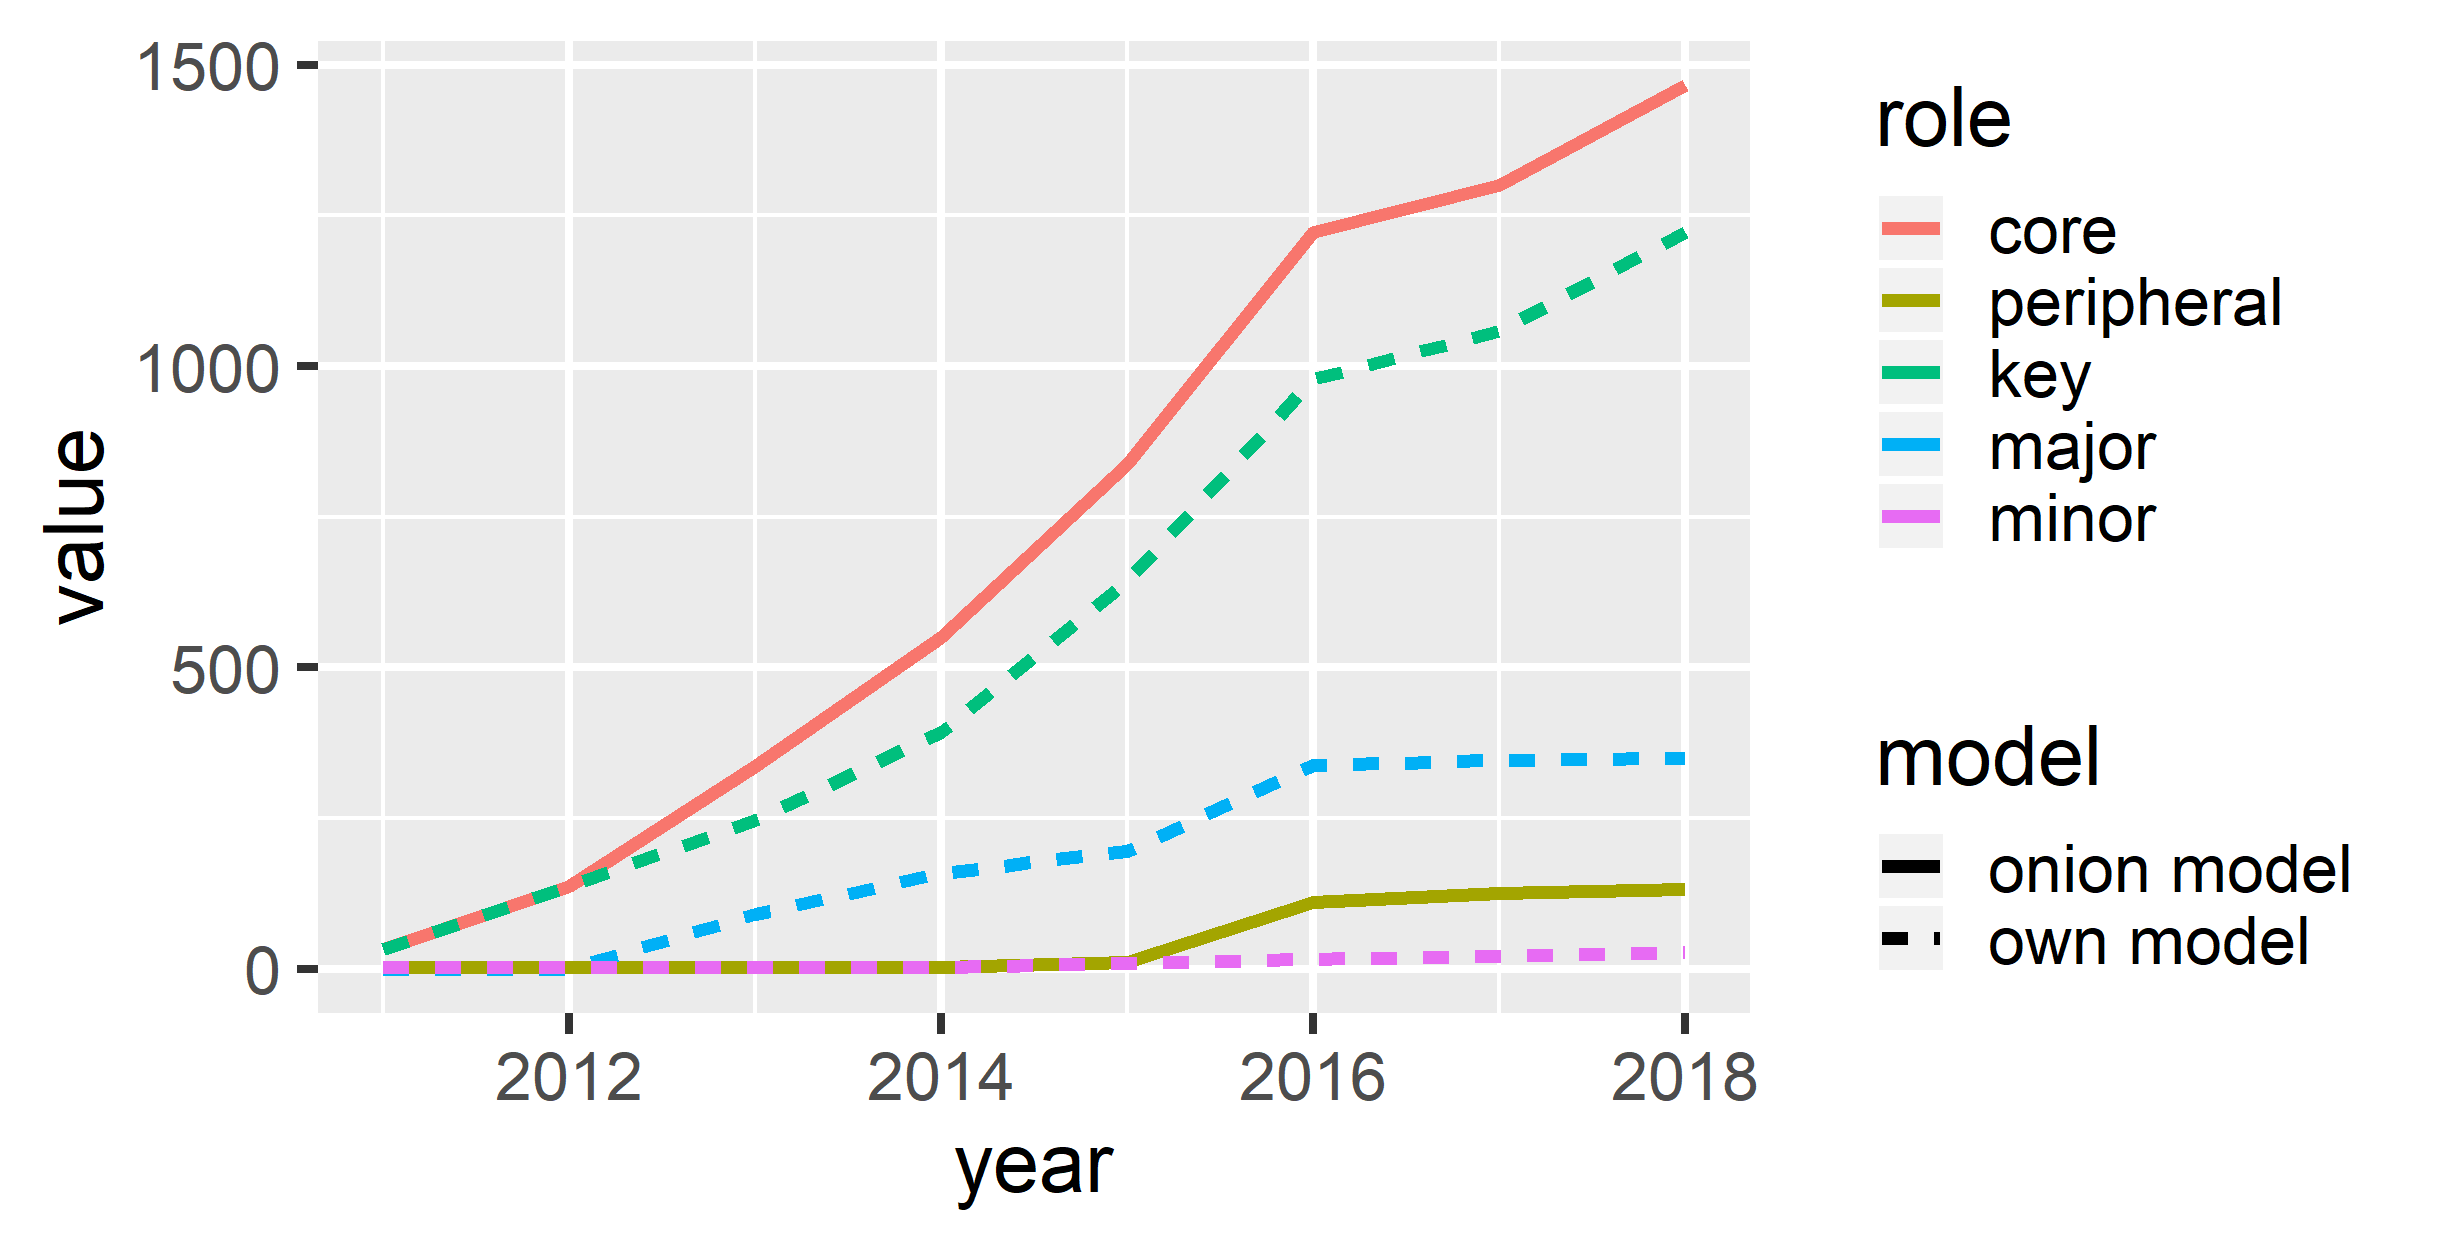 1500
1000
500
0
value
2012 2014 2016 2018
year
role
core
peripheral
key
major
minor
model
onion model
own model